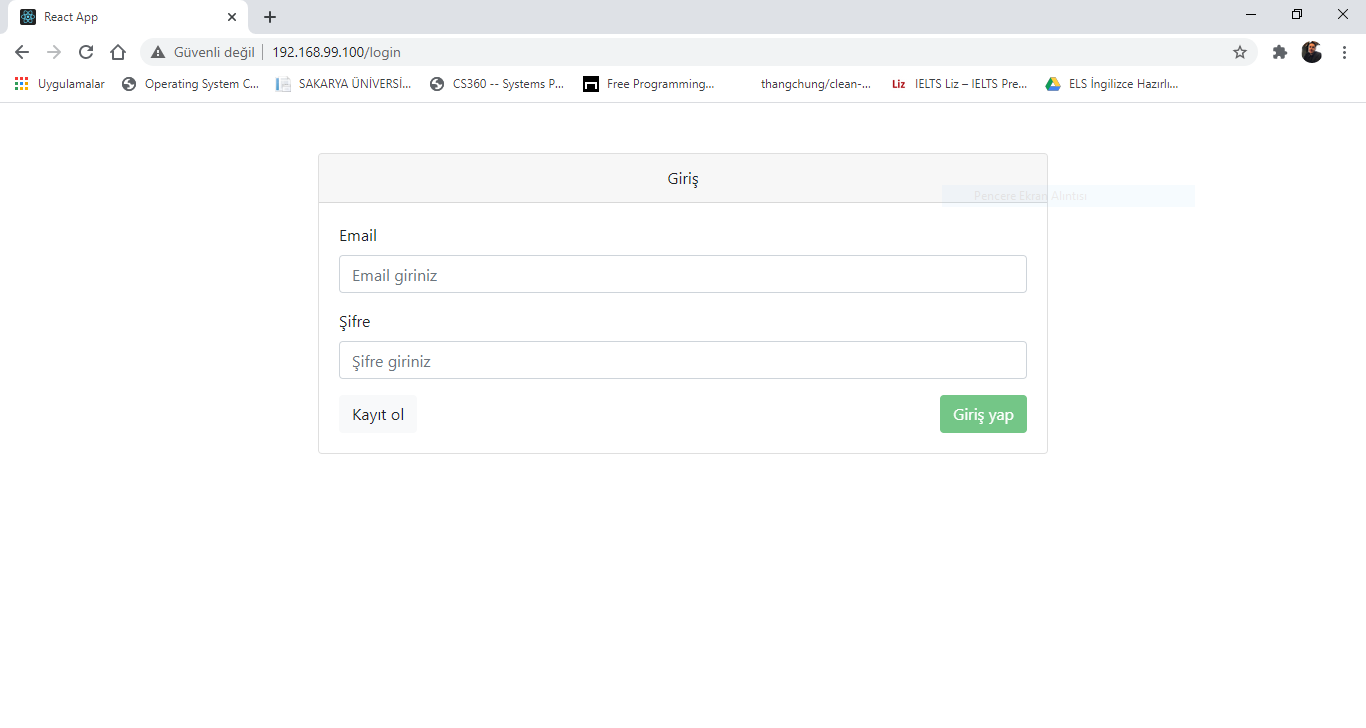 React App
Güvenli değil 192.168.99.100/login
Uygulamalar Operating System C... SAKARYA ÜNİVERSİ... CS360 -- Systems P... Free Programming... thangchung/clean-... Liz IELTS Liz – IELTS Pre... ELS İngilizce Hazırlı...
Giriş
Pencere Ekran Alıntısı
Email
Email giriniz
Şifre
Şifre giriniz
Kayıt ol Giriş yap